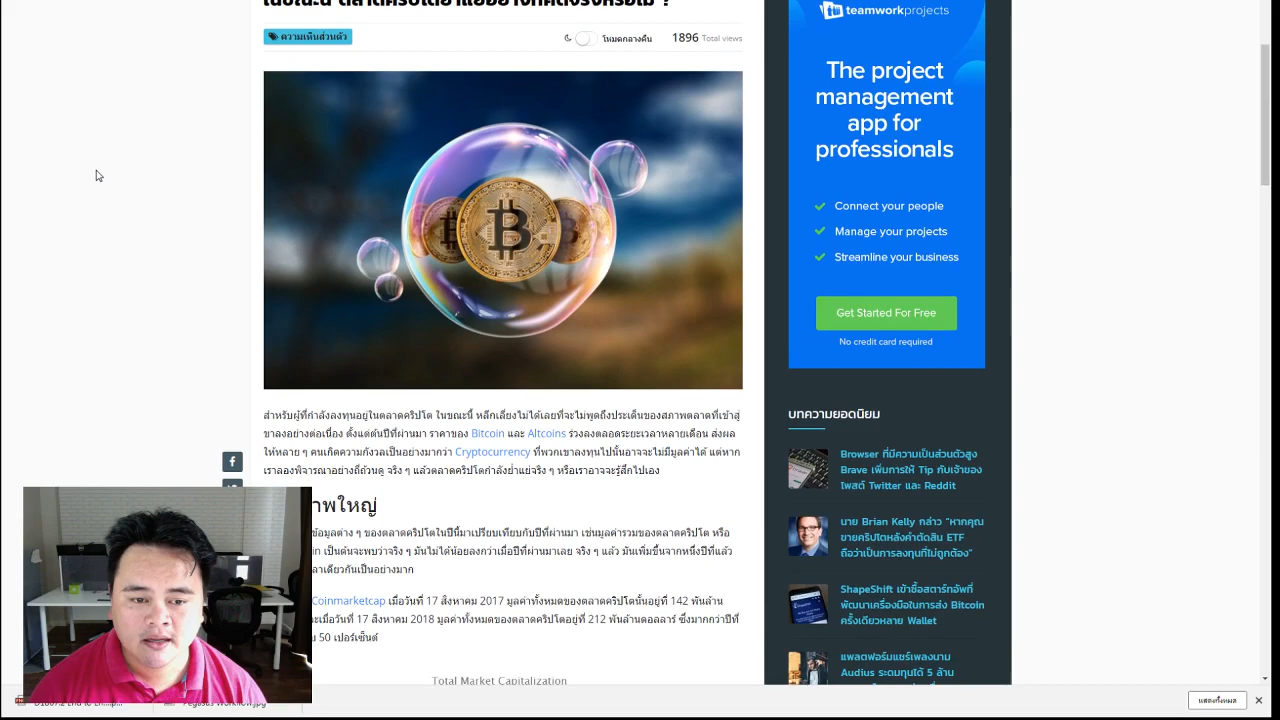 ในขณะนี้ ตลาดคริปโตย่ำแย่อย่างที่คิดจริงหรือไม่ ?
ความเห็นส่วนตัว
โหมดกลางคืน
1896 Total views
สำหรับผู้ที่กำลังลงทุนอยู่ในตลาดคริปโต ในขณะนี้ หลีกเลี่ยงไม่ได้เลยที่จะไม่พูดถึงประเด็นของสภาพตลาดที่เข้าสู่
ขาลงอย่างต่อเนื่อง ตั้งแต่ต้นปีที่ผ่านมา ราคาของ Bitcoin และ Altcoins ร่วงลงตลอดระยะเวลาหลายเดือน ส่งผล
ให้หลาย ๆ คนเกิดความกังวลเป็นอย่างมากว่า Cryptocurrency ที่พวกเขาลงทุนไปนั้นอาจจะไม่มีมูลค่าได้ แต่หาก
เราลองพิจารณาอย่างถี่ถ้วนดู จริง ๆ แล้วตลาดคริปโตกำลังย่ำแย่จริง ๆ หรือเราอาจจะรู้สึกไปเอง
าพใหญ่
ข้อมูลต่าง ๆ ของตลาดคริปโตในปีนี้มาเปรียบเทียบกับปีที่ผ่านมา เช่นมูลค่ารวมของตลาดคริปโต หรือ
in เป็นต้นจะพบว่าจริง ๆ มันไม่ได้น้อยลงกว่าเมื่อปีที่ผ่านมาเลย จริง ๆ แล้ว มันเพิ่มขึ้นจากหนึ่งปีที่แล้ว
ลาเดียวกันเป็นอย่างมาก
Coinmarketcap เมื่อวันที่ 17 สิงหาคม 2017 มูลค่าทั้งหมดของตลาดคริปโตนั้นอยู่ที่ 142 พันล้าน
ะเมื่อวันที่ 17 สิงหาคม 2018 มูลค่าทั้งหมดของตลาดคริปโตอยู่ที่ 212 พันล้านดอลลาร์ ซึ่งมากกว่าปีที่
50 เปอร์เซ็นต์
Total Market Capitalization
teamworkprojects
The project
management
app for
professionals
Connect your people
Manage your projects
Streamline your business
Get Started For Free
No credit card required
บทความยอดนิยม
Browser ที่มีความเป็นส่วนตัวสูง
Brave เพิ่มการให้ Tip กับเจ้าของ
โพสต์ Twitter และ Reddit
นาย Brian Kelly กล่าว "หากคุณ
ขายคริปโตหลังคำตัดสิน ETF
ถือว่าเป็นการลงทุนที่ไม่ถูกต้อง"
ShapeShift เข้าซื้อสตาร์ทอัพที่
พัฒนาเครื่องมือในการส่ง Bitcoin
ครั้งเดียวหลาย Wallet
แพลตฟอร์มแชร์เพลงนาม
Audius ระดมทุนได้ 5 ล้าน
แสดงทั้งหมด